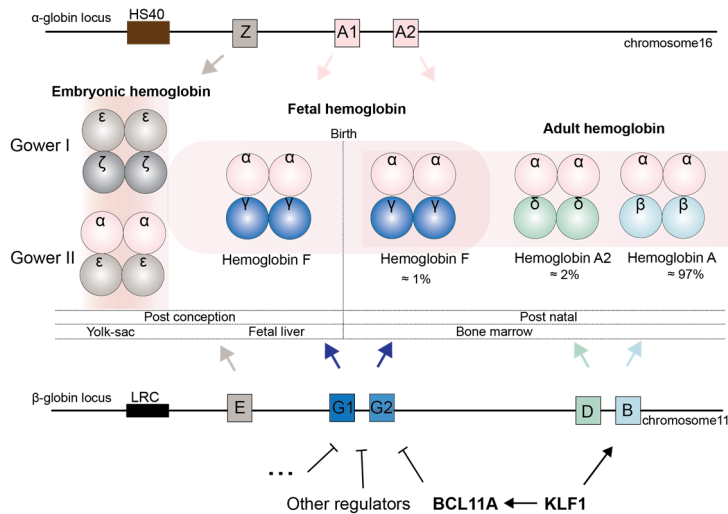 α-globin locus
HS40
Z
A1
A2
chromosome16
Embryonic hemoglobin
Fetal hemoglobin
Adult hemoglobin
Birth
Gower I
ε ε
ζ ζ
α α
γ γ
α α
γ γ
α α
δ δ
α α
β β
Gower II
α α
ε ε
Hemoglobin F
Hemoglobin F
≈ 1%
Hemoglobin A2
≈ 2%
Hemoglobin A
≈ 97%
Post conception
Post natal
Yolk-sac
Fetal liver
Bone marrow
β-globin locus
LRC
E
G1
G2
D
B
chromosome11
...
Other regulators
BCL11A
KLF1